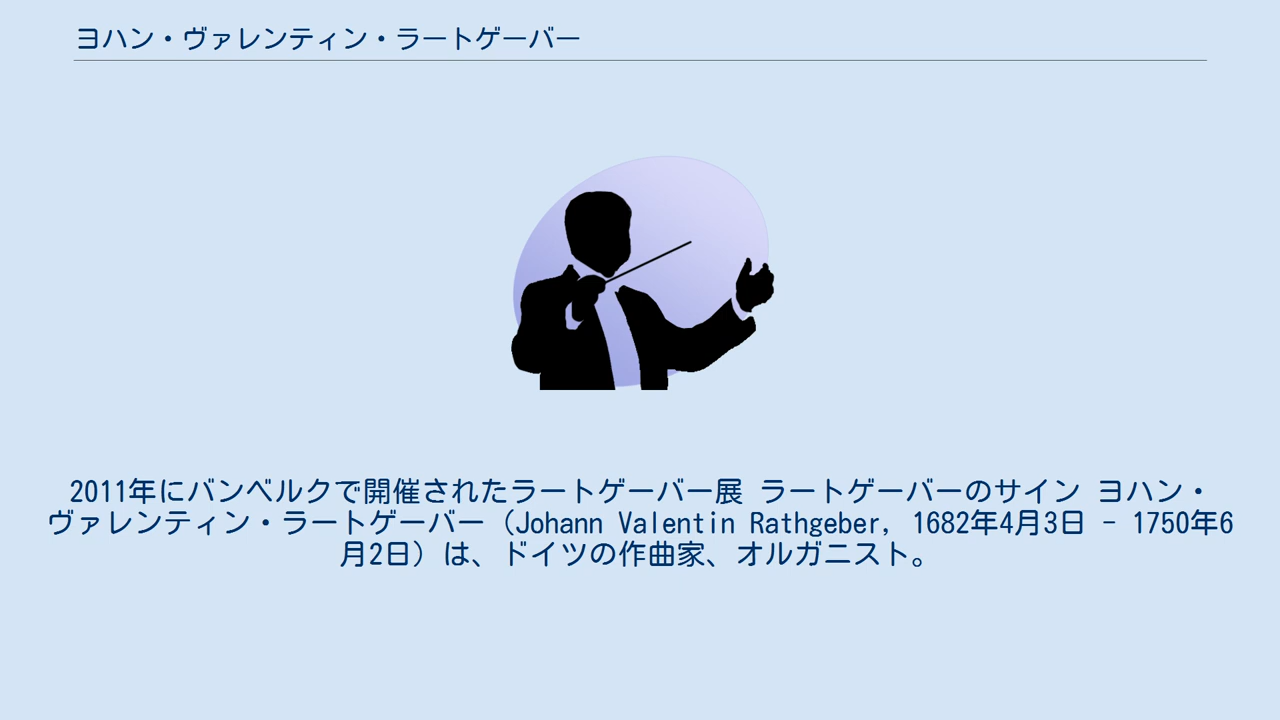 ヨハン・ヴァレンティン・ラートゲーバー
2011年にバンベルクで開催されたラートゲーバー展 ラートゲーバーのサイン ヨハン・
ヴァレンティン・ラートゲーバー（Johann Valentin Rathgeber, 1682年4月3日 - 1750年6
月2日）は、ドイツの作曲家、オルガニスト。